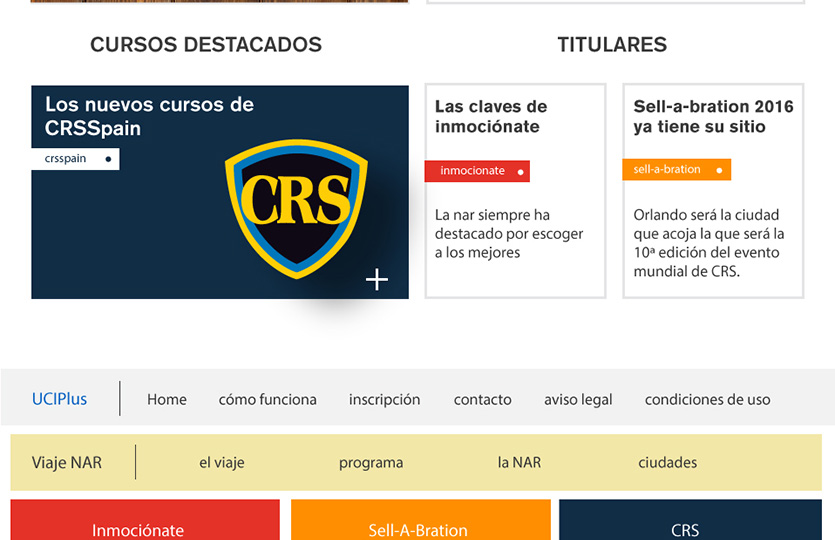 CURSOS DESTACADOS
Los nuevos cursos de
CRSSpain
crsspain
CRS
TITULARES
Las claves de
inmociónate
inmocionate
La nar siempre ha
destacado por escoger
a los mejores
Sell-a-bration 2016
ya tiene su sitio
sell-a-bration
Orlando será la ciudad
que acoja la que será la
10ª edición del evento
mundial de CRS.
UCIPlus Home cómo funciona inscripción contacto aviso legal condiciones de uso
Viaje NAR el viaje programa la NAR ciudades
Inmociónate Sell-A-Bration CRS